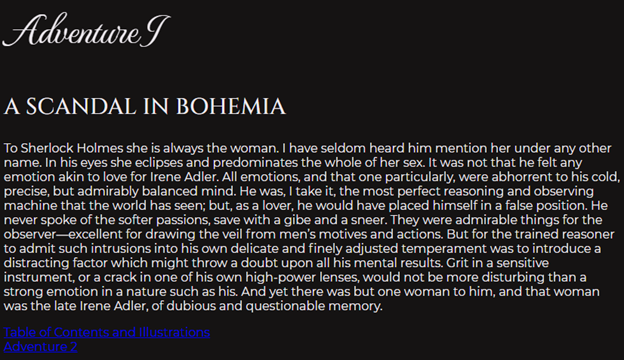 Adventure I
A SCANDAL IN BOHEMIA
To Sherlock Holmes she is always the woman. I have seldom heard him mention her under any other
name. In his eyes she eclipses and predominates the whole of her sex. It was not that he felt any
emotion akin to love for Irene Adler. All emotions, and that one particularly, were abhorrent to his cold,
precise, but admirably balanced mind. He was, I take it, the most perfect reasoning and observing
machine that the world has seen; but, as a lover, he would have placed himself in a false position. He
never spoke of the softer passions, save with a gibe and a sneer. They were admirable things for the
observer—excellent for drawing the veil from men's motives and actions. But for the trained reasoner
to admit such intrusions into his own delicate and finely adjusted temperament was to introduce a
distracting factor which might throw a doubt upon all his mental results. Grit in a sensitive
instrument, or a crack in one of his own high-power lenses, would not be more disturbing than a
strong emotion in a nature such as his. And yet there was but one woman to him, and that woman
was the late Irene Adler, of dubious and questionable memory.
Table of Contents and Illustrations
Adventure 2